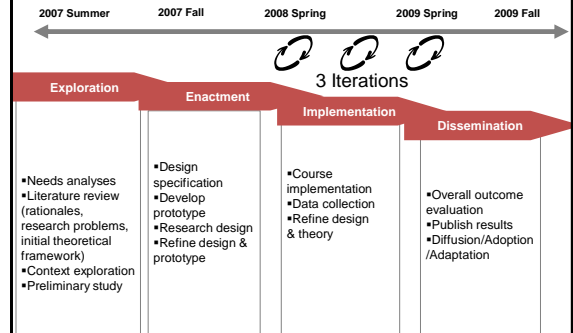 2007 Summer 2007 Fall 2008 Spring 2009 Spring 2009 Fall
3 Iterations
Exploration
Enactment
Implementation
Dissemination
▪Needs analyses
▪Literature review
(rationales,
research problems,
initial theoretical
framework)
▪Context exploration
▪Preliminary study
▪Design
specification
▪Develop
prototype
▪Research design
▪Refine design &
prototype
▪Course
implementation
▪Data collection
▪Refine design
& theory
▪Overall outcome
evaluation
▪Publish results
▪Diffusion/Adoption
/Adaptation